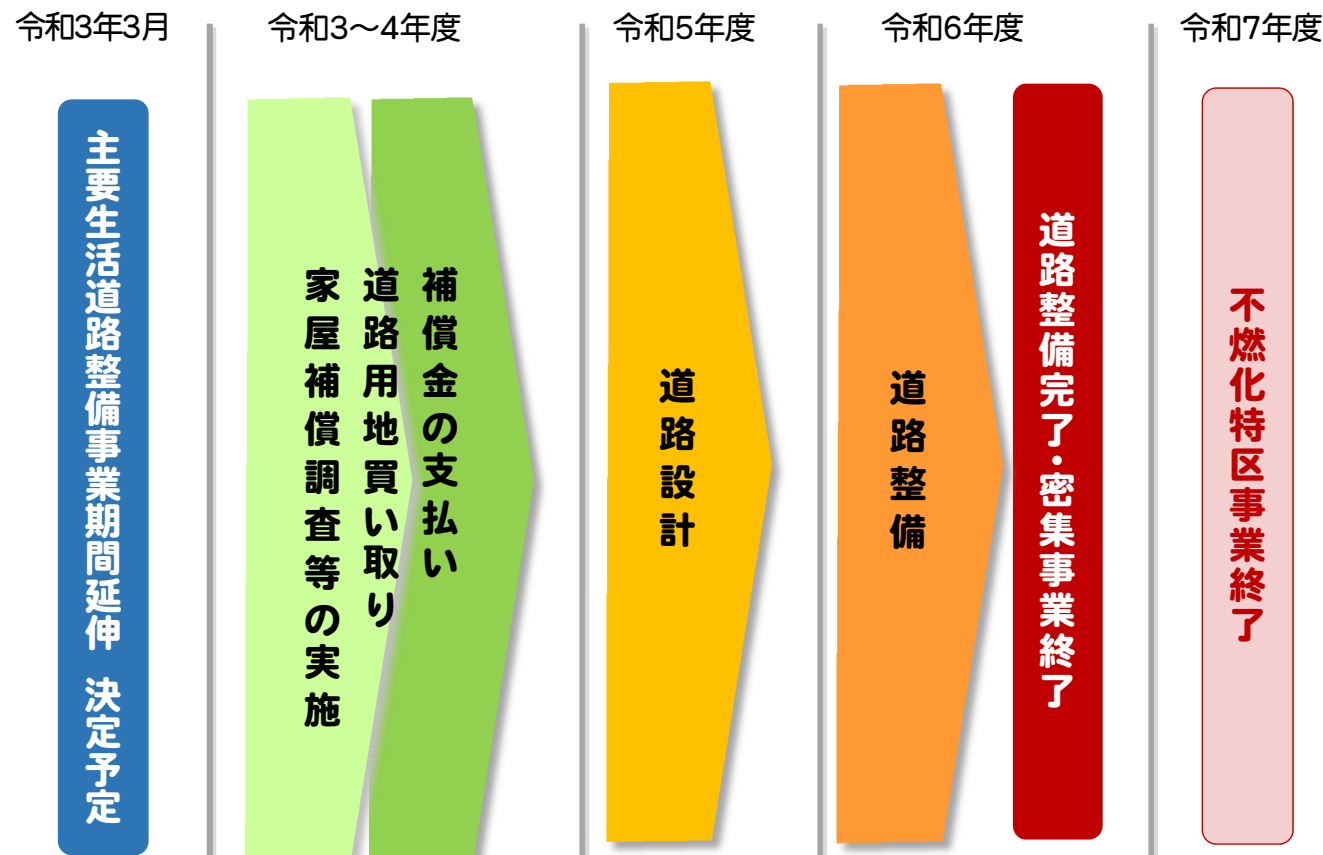 令和3年3月
令和3～4年度
令和5年度
令和6年度
令和7年度
主要生活道路整備事業期間延伸 決定予定
補償金の支払い
道路用地買い取り
家屋補償調査等の実施
道路設計
道路整備
道路整備完了・密集事業終了
不燃化特区事業終了